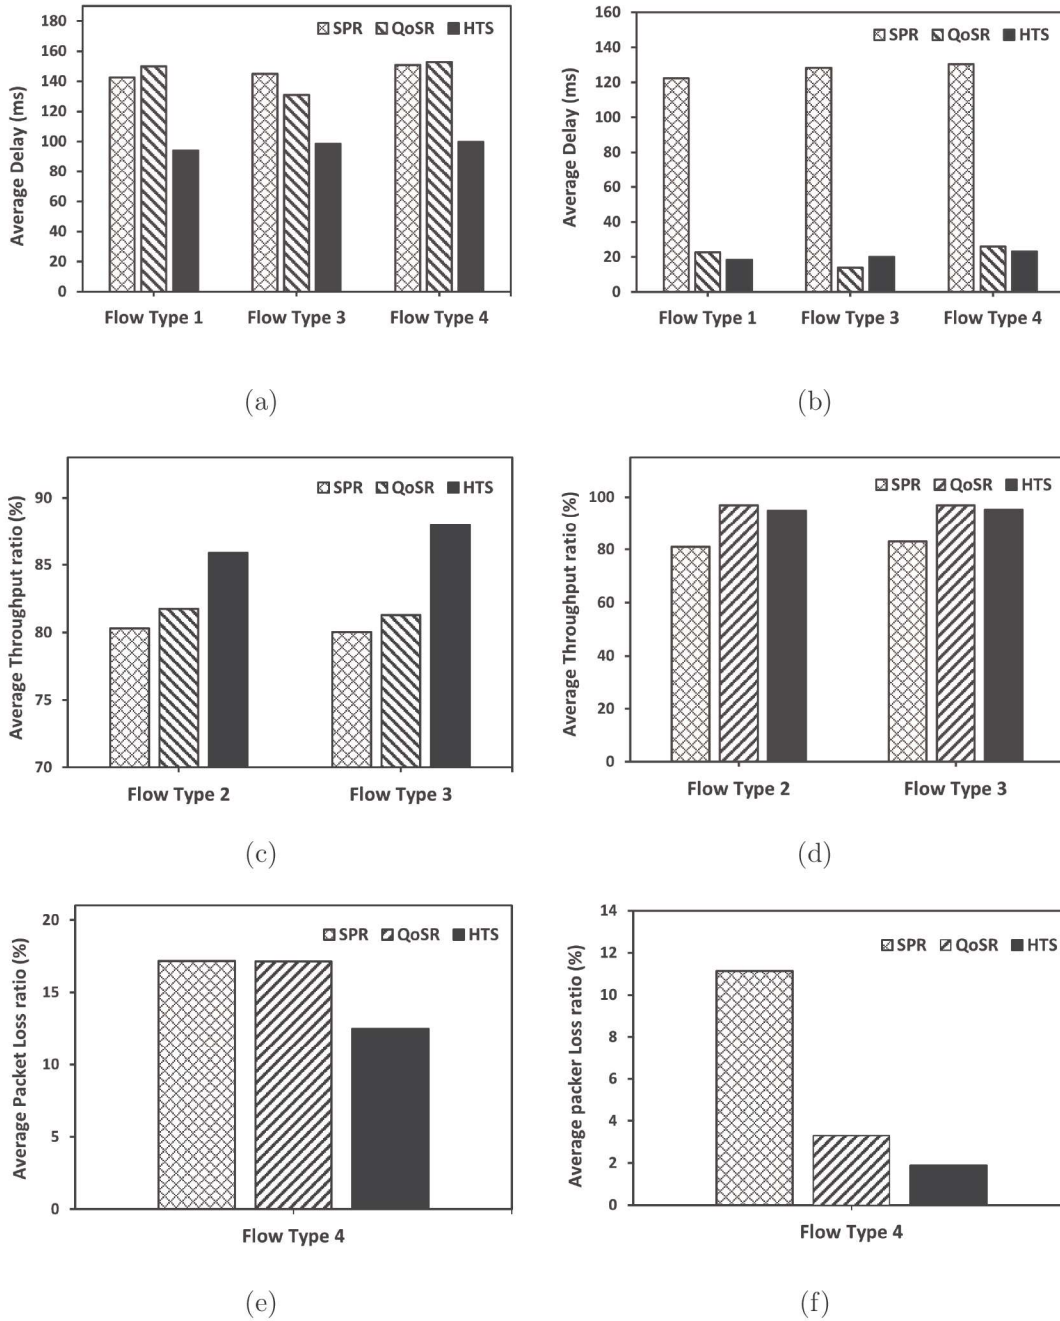 180
160
140
120
100
80
60
40
20
0
Average Delay (ms)
SPR QoSR HTS
Flow Type 1 Flow Type 3 Flow Type 4
(a)
160
140
120
100
80
60
40
20
0
Average Delay (ms)
SPR QoSR HTS
Flow Type 1 Flow Type 3 Flow Type 4
(b)
90
85
80
75
70
Average Throughput ratio (%)
SPR QoSR HTS
Flow Type 2 Flow Type 3
(c)
100
80
60
40
20
0
Average Throughput ratio (%)
SPR QoSR HTS
Flow Type 2 Flow Type 3
(d)
20
15
10
5
0
Average Packet Loss ratio (%)
SPR QoSR HTS
Flow Type 4
(e)
14
12
10
8
6
4
2
0
Average packer Loss ratio (%)
SPR QoSR HTS
Flow Type 4
(f)